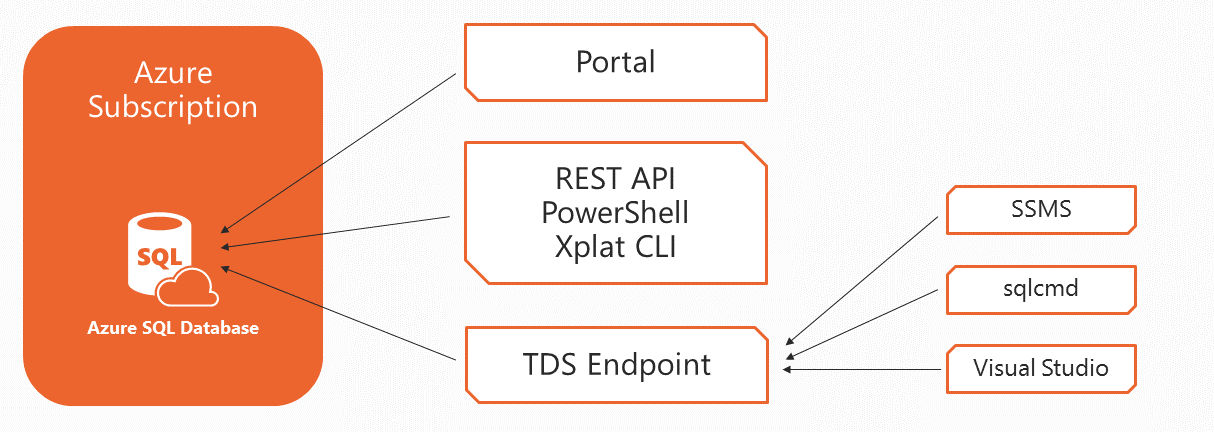 Azure
Subscription
SQL
Azure SQL Database
Portal
REST API
PowerShell
Xplat CLI
TDS Endpoint
SSMS
sqlcmd
Visual Studio